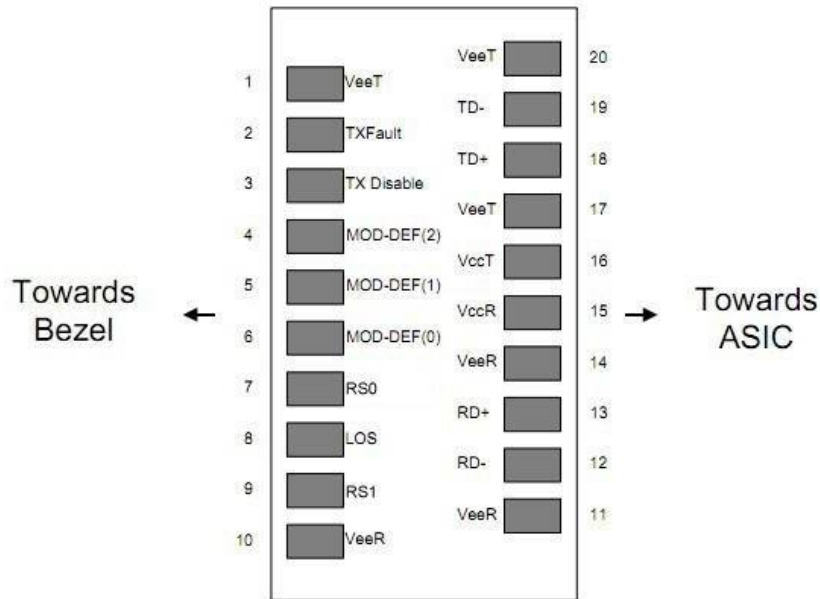 1 VeeT
2 TXFault
3 TX Disable
4 MOD-DEF(2)
5 MOD-DEF(1)
6 MOD-DEF(0)
7 RS0
8 LOS
9 RS1
10 VeeR
VeeT 20
TD- 19
TD+ 18
VeeT 17
VccT 16
VccR 15
VeeR 14
RD+ 13
RD- 12
VeeR 11
Towards
Bezel
Towards
ASIC